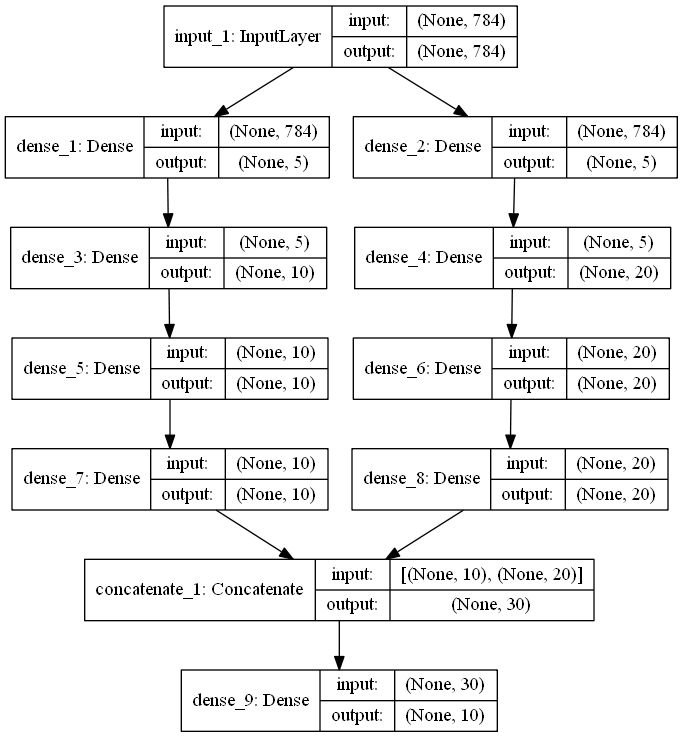 input_1: InputLayer
input: (None, 784)
output: (None, 784)
dense_1: Dense
input: (None, 784)
output: (None, 5)
dense_2: Dense
input: (None, 784)
output: (None, 5)
dense_3: Dense
input: (None, 5)
output: (None, 10)
dense_4: Dense
input: (None, 5)
output: (None, 20)
dense_5: Dense
input: (None, 10)
output: (None, 10)
dense_6: Dense
input: (None, 20)
output: (None, 20)
dense_7: Dense
input: (None, 10)
output: (None, 10)
dense_8: Dense
input: (None, 20)
output: (None, 20)
concatenate_1: Concatenate
input: [(None, 10), (None, 20)]
output: (None, 30)
dense_9: Dense
input: (None, 30)
output: (None, 10)